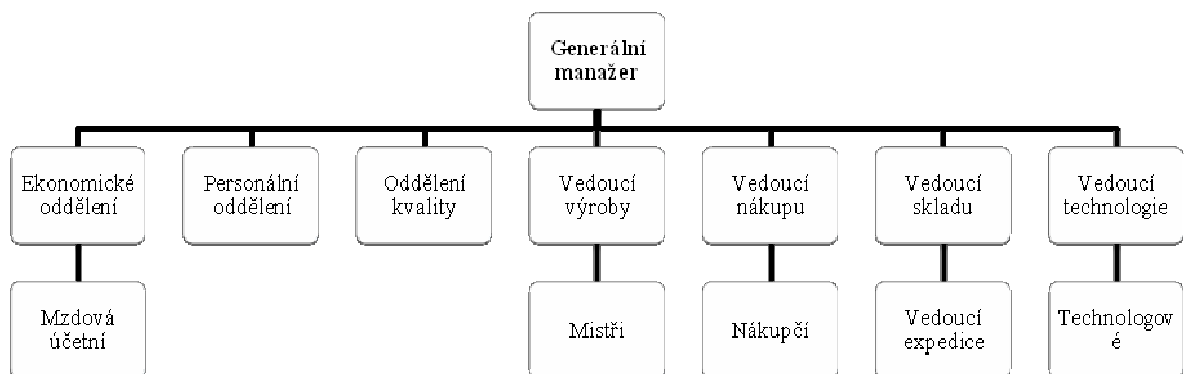 Generální
manažer
Ekonomické
oddělení
Personální
oddělení
Oddělení
kvality
Vedoucí
výroby
Vedoucí
nákupu
Vedoucí
skladu
Vedoucí
technologie
Mzdová
účetní
Mistři
Nákupčí
Vedoucí
expedice
Technologov
é